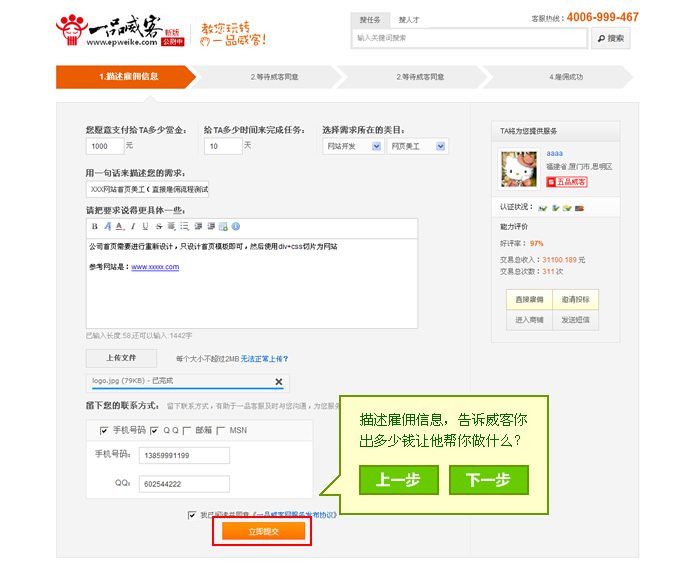 一品威客
新版
公测中
www.epweike.com
教您玩转
一品威客!
搜任务 搜人才
输入关键词搜索
搜索
客服热线: 4006-999-467
1.描述雇佣信息
2.等待威客同意
2.等待威客同意
4.雇佣成功
您愿意支付给TA多少赏金: 给TA多少时间来完成任务: 选择需求所在的类目:
1000 元 10 天 网站开发 网页美工
用一句话来描述您的需求:
XXX网站首页美工(直接雇佣流程测试
请把要求说得更具体一些:
公司首页需要进行重新设计,只设计首页模板即可,然后使用div+css切片为网站
参考网站是:www.xxxxx.com
已输入长度:58,还可以输入:1442字
上传文件 每个大小不超过2MB 无法正常上传?
logo.jpg (79KB) - 已完成
留下您的联系方式: 留下联系方式,有助于一品客服及时与您沟通,为您服务
手机号码 Q Q 邮箱 MSN
手机号码: 13859991199
QQ: 602544222
我已阅读并同意《一品威客网服务发布协议》
立即提交
描述雇佣信息,告诉威客你
出多少钱让他帮你做什么?
上一步 下一步
TA将为您提供服务
aaaa
福建省,厦门市,思明区
五品威客
认证状况:
能力评价
好评率: 97%
交易总收入:31100.189 元
交易总次数:311 次
直接雇佣 邀请投标
进入商铺 发送短信